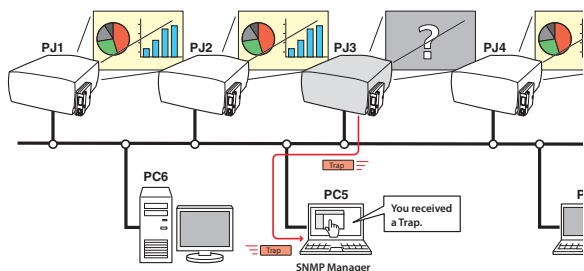 PJ1
PJ2
PJ3
PJ4
?
Trap
PC6
PC5
You received
a Trap.
Trap
SNMP Manager
P